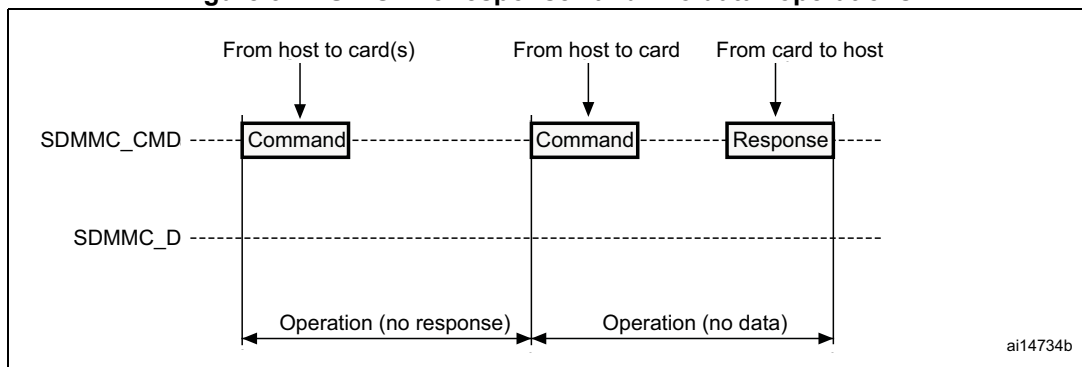 From host to card(s) From host to card From card to host
SDMMC_CMD Command Command Response
SDMMC_D
Operation (no response) Operation (no data)
ai14734b